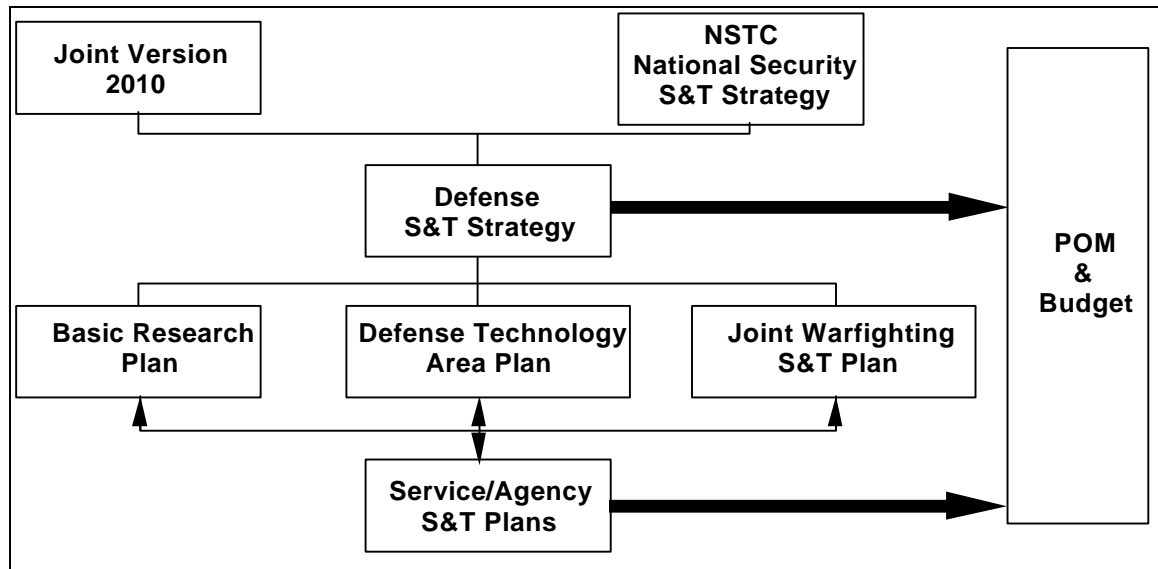 Joint Version
2010
NSTC
National Security
S&T Strategy
Defense
S&T Strategy
POM
&
Budget
Basic Research
Plan
Defense Technology
Area Plan
Joint Warfighting
S&T Plan
Service/Agency
S&T Plans